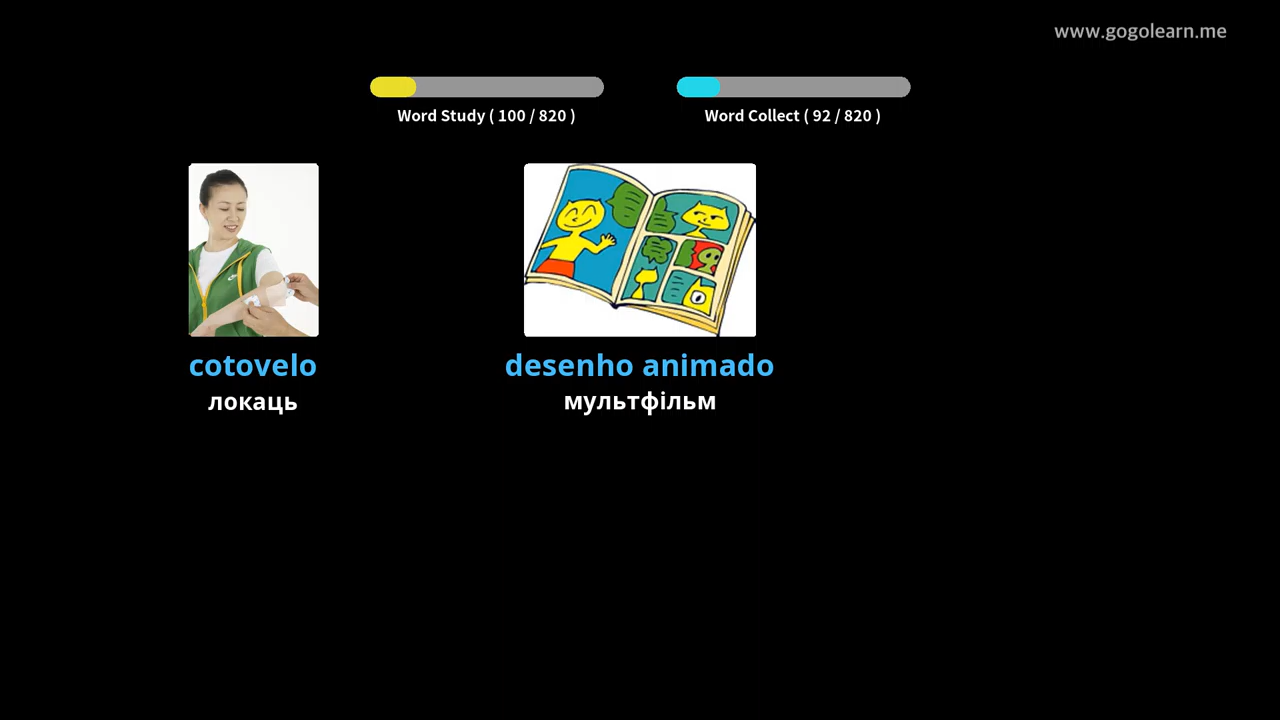 www.gogolearn.me
Word Study ( 100 / 820 )
Word Collect ( 92 / 820 )
cotovelo
локаць
desenho animado
мультфільм